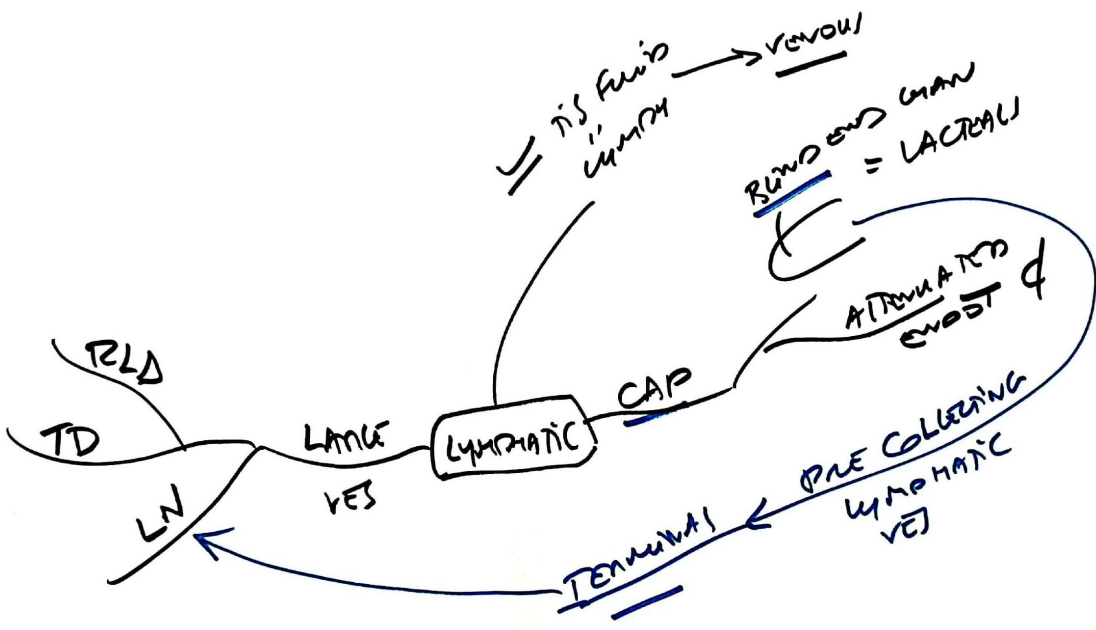 TIS FLUID → VENOUS
"
LYMPH
BLIND END CHAN
= LACTEALS
ATTENUATED
ENDOT
RLD
TD
LN
LARGE
VES
LYMPHATIC
CAP
PRE COLLECTING
LYMPHATIC
VES
TERMINAL